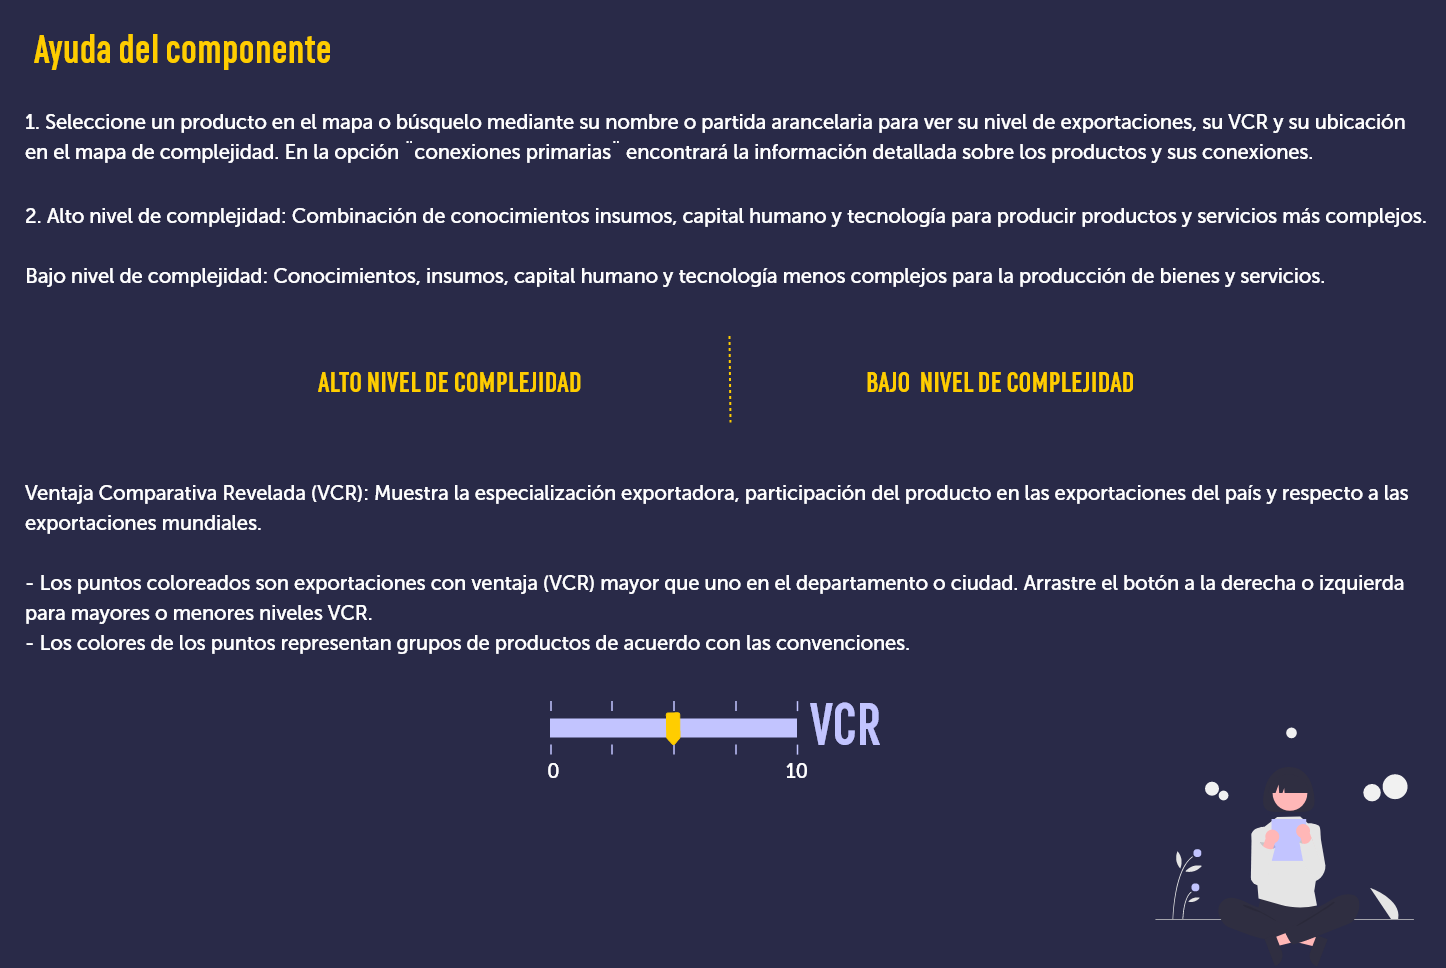 Ayuda del componente
1. Seleccione un producto en el mapa o búsquelo mediante su nombre o partida arancelaria para ver su nivel de exportaciones, su VCR y su ubicación
en el mapa de complejidad. En la opción ¨conexiones primarias¨ encontrará la información detallada sobre los productos y sus conexiones.
2. Alto nivel de complejidad: Combinación de conocimientos insumos, capital humano y tecnología para producir productos y servicios más complejos.
Bajo nivel de complejidad: Conocimientos, insumos, capital humano y tecnología menos complejos para la producción de bienes y servicios.
ALTO NIVEL DE COMPLEJIDAD
BAJO NIVEL DE COMPLEJIDAD
Ventaja Comparativa Revelada (VCR): Muestra la especialización exportadora, participación del producto en las exportaciones del país y respecto a las
exportaciones mundiales.
- Los puntos coloreados son exportaciones con ventaja (VCR) mayor que uno en el departamento o ciudad. Arrastre el botón a la derecha o izquierda
para mayores o menores niveles VCR.
- Los colores de los puntos representan grupos de productos de acuerdo con las convenciones.
VCR
0 10